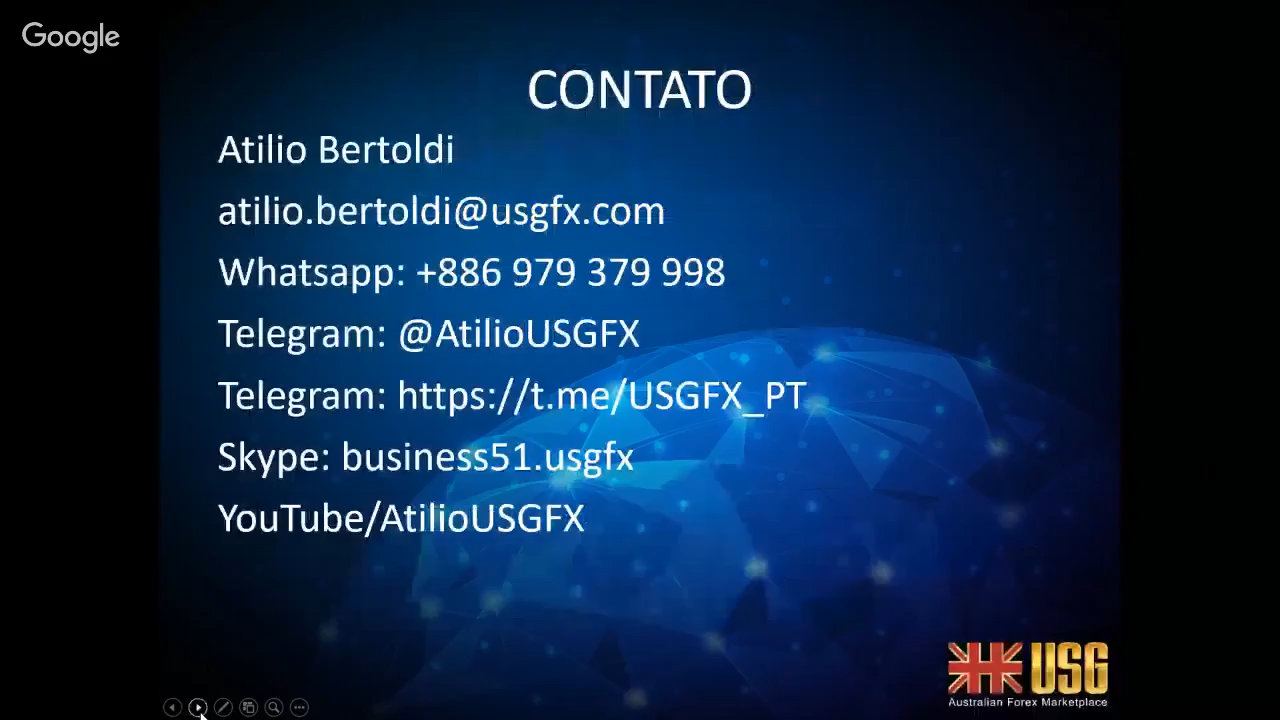 Google
CONTATO
Atilio Bertoldi
atilio.bertoldi@usgfx.com
Whatsapp: +886 979 379 998
Telegram: @AtilioUSGFX
Telegram: https://t.me/USGFX_PT
Skype: business51.usgfx
YouTube/AtilioUSGFX
USG
Australian Forex Marketplace